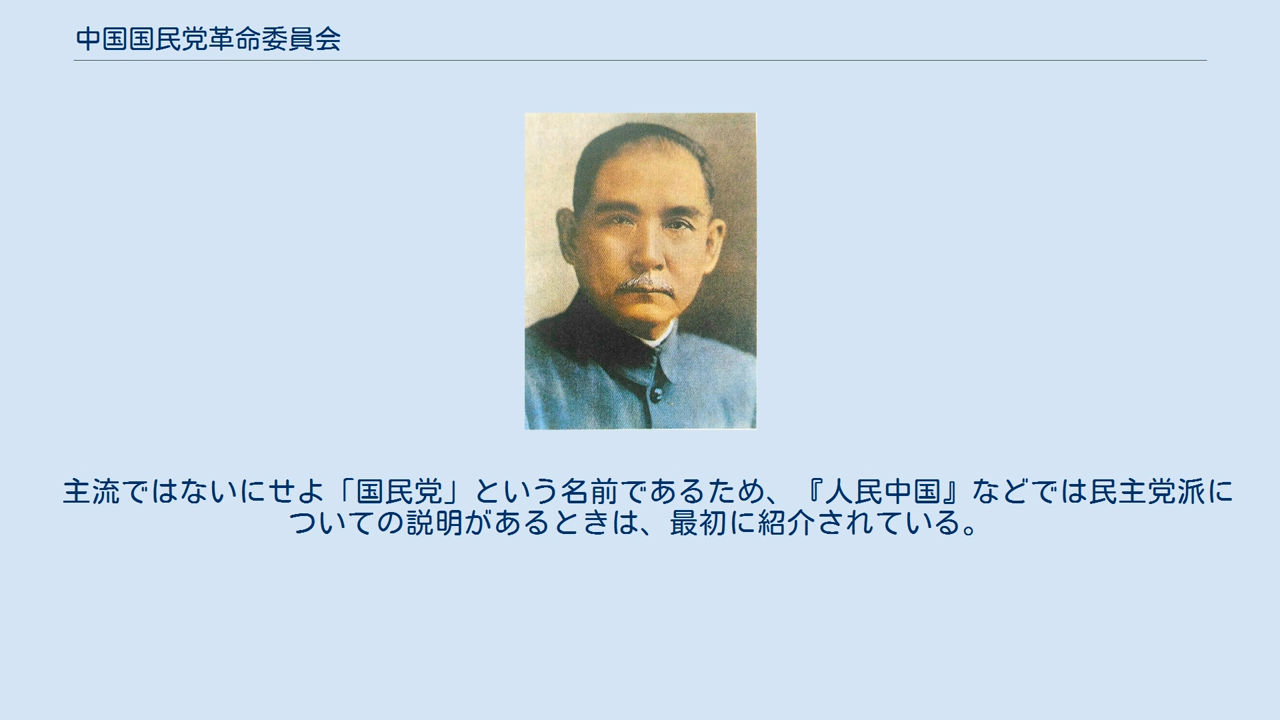 中国国民党革命委員会
主流ではないにせよ「国民党」という名前であるため、『人民中国』などでは民主党派に
ついての説明があるときは、最初に紹介されている。